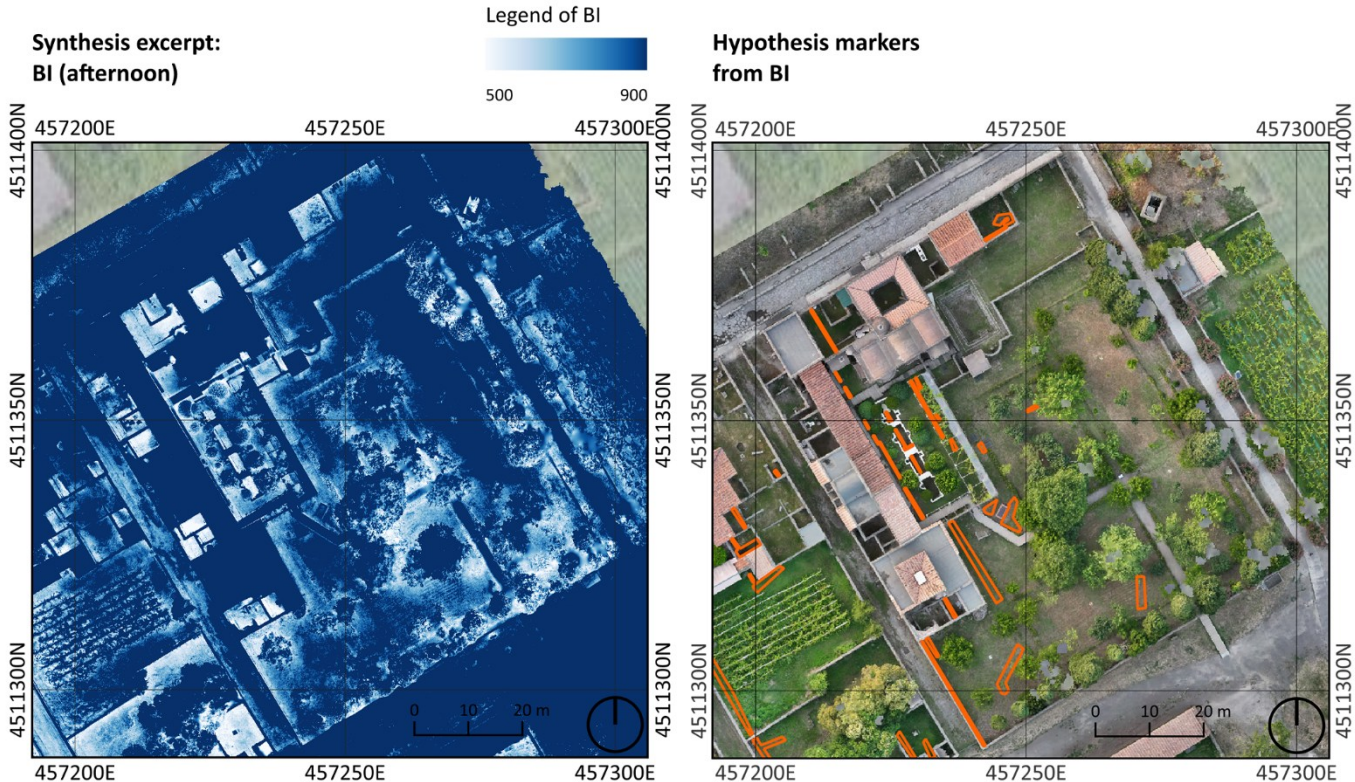 Synthesis excerpt:
BI (afternoon)
Legend of BI
500 900
457200E 457250E 457300E
4511400N 4511400N
4511350N 4511350N
4511300N 4511300N
0 10 20 m
457200E 457250E 457300E
Hypothesis markers
from BI
457200E 457250E 457300E
4511400N 4511400N
4511350N 4511350N
4511300N 4511300N
0 10 20 m
457200E 457250E 457300E